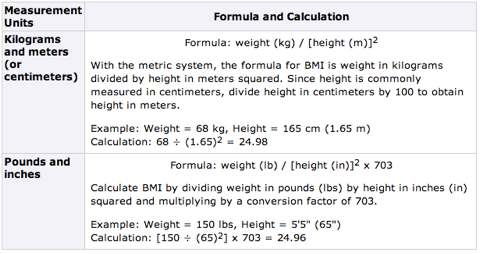 Measurement
Units
Formula and Calculation
Kilograms
and meters
(or
centimeters)
Formula: weight (kg) / [height (m)]2
With the metric system, the formula for BMI is weight in kilograms
divided by height in meters squared. Since height is commonly
measured in centimeters, divide height in centimeters by 100 to obtain
height in meters.
Example: Weight = 68 kg, Height = 165 cm (1.65 m)
Calculation: 68 ÷ (1.65)2 = 24.98
Pounds and
inches
Formula: weight (lb) / [height (in)]2 x 703
Calculate BMI by dividing weight in pounds (lbs) by height in inches (in)
squared and multiplying by a conversion factor of 703.
Example: Weight = 150 lbs, Height = 5'5" (65")
Calculation: [150 ÷ (65)2] x 703 = 24.96